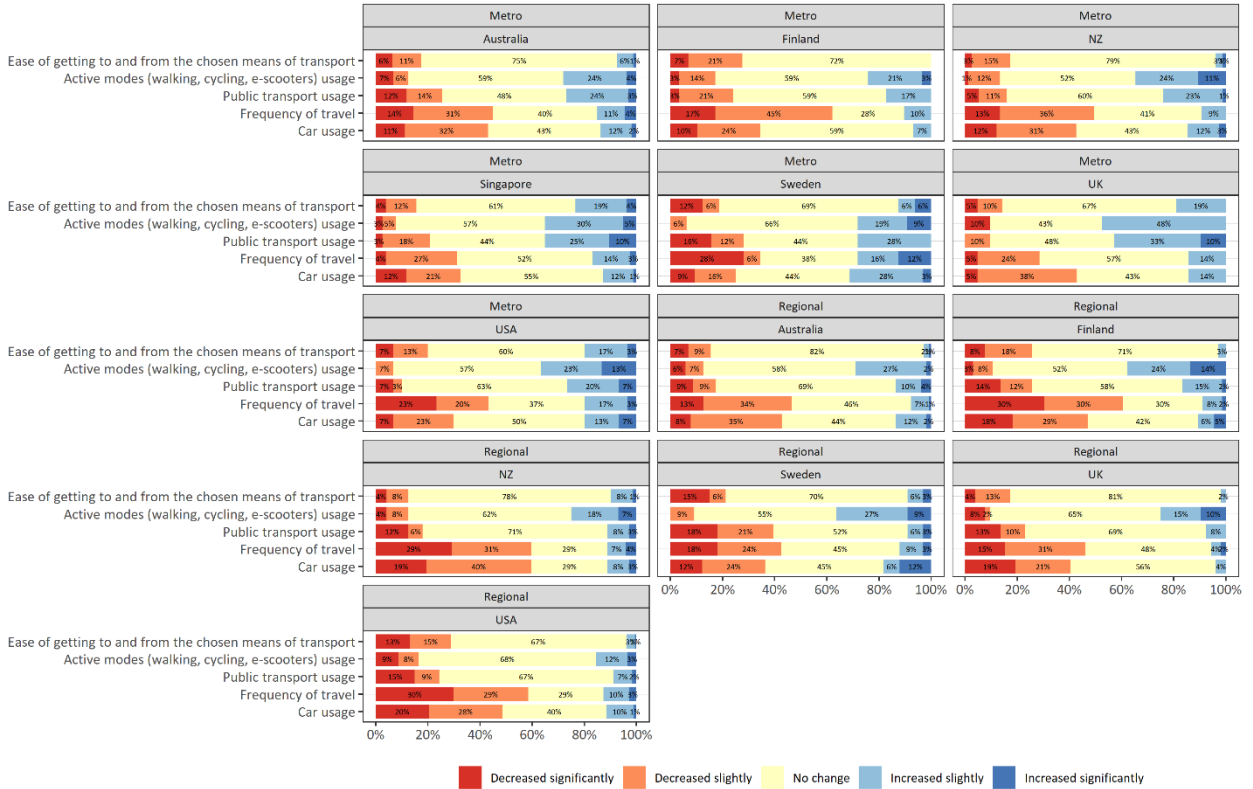 Metro Metro Metro
Australia Finland NZ
Ease of getting to and from the chosen means of transport 6% 11% 75% 6% 1% 7% 21% 72% 15% 79%
Active modes (walking, cycling, e-scooters) usage 7% 6% 59% 24% 4% 3% 14% 59% 21% 3% 1% 12% 52% 24% 11%
Public transport usage 12% 14% 48% 24% 3% 21% 59% 17% 5% 11% 60% 23% 1%
Frequency of travel 14% 31% 40% 11% 4% 17% 45% 28% 10% 13% 36% 41% 9%
Car usage 11% 32% 43% 12% 2% 10% 24% 59% 7% 12% 31% 43% 12% 3%
Metro Metro Metro
Singapore Sweden UK
Ease of getting to and from the chosen means of transport 4% 12% 61% 19% 4% 12% 6% 69% 6% 6% 5% 10% 67% 19%
Active modes (walking, cycling, e-scooters) usage 3% 5% 57% 30% 5% 6% 66% 19% 9% 10% 43% 48%
Public transport usage 3% 18% 44% 25% 10% 16% 12% 44% 28% 10% 48% 33% 10%
Frequency of travel 4% 27% 52% 14% 3% 28% 6% 38% 16% 12% 5% 24% 57% 14%
Car usage 12% 21% 55% 12% 1% 9% 16% 44% 28% 3% 5% 38% 43% 14%
Metro Regional Regional
USA Australia Finland
Ease of getting to and from the chosen means of transport 7% 13% 60% 17% 3% 7% 9% 82% 8% 18% 71% 3%
Active modes (walking, cycling, e-scooters) usage 7% 57% 23% 13% 6% 7% 58% 27% 2% 3% 8% 52% 24% 14%
Public transport usage 7% 3% 63% 20% 7% 9% 9% 69% 10% 4% 14% 12% 58% 15% 2%
Frequency of travel 23% 20% 37% 17% 3% 13% 34% 46% 7% 1% 30% 30% 30% 8% 2%
Car usage 7% 23% 50% 13% 7% 8% 35% 44% 12% 2% 18% 29% 42% 6% 5%
Regional Regional Regional
NZ Sweden UK
Ease of getting to and from the chosen means of transport 4% 8% 78% 8% 1% 15% 6% 70% 6% 3% 4% 13% 81% 2%
Active modes (walking, cycling, e-scooters) usage 4% 8% 62% 18% 7% 9% 55% 27% 9% 8% 2% 65% 15% 10%
Public transport usage 12% 6% 71% 8% 3% 18% 21% 52% 6% 3% 13% 10% 69% 8%
Frequency of travel 29% 31% 29% 7% 4% 18% 24% 45% 9% 3% 15% 31% 48% 4% 2%
Car usage 19% 40% 29% 8% 3% 12% 24% 45% 6% 12% 19% 21% 56% 4%
0% 20% 40% 60% 80% 100% 0% 20% 40% 60% 80% 100%
Regional
USA
Ease of getting to and from the chosen means of transport 13% 15% 67% 3%
Active modes (walking, cycling, e-scooters) usage 9% 8% 68% 12% 3%
Public transport usage 15% 9% 67% 7% 2%
Frequency of travel 30% 29% 29% 10% 3%
Car usage 20% 28% 40% 10% 1%
0% 20% 40% 60% 80% 100%
Decreased significantly Decreased slightly No change Increased slightly Increased significantly